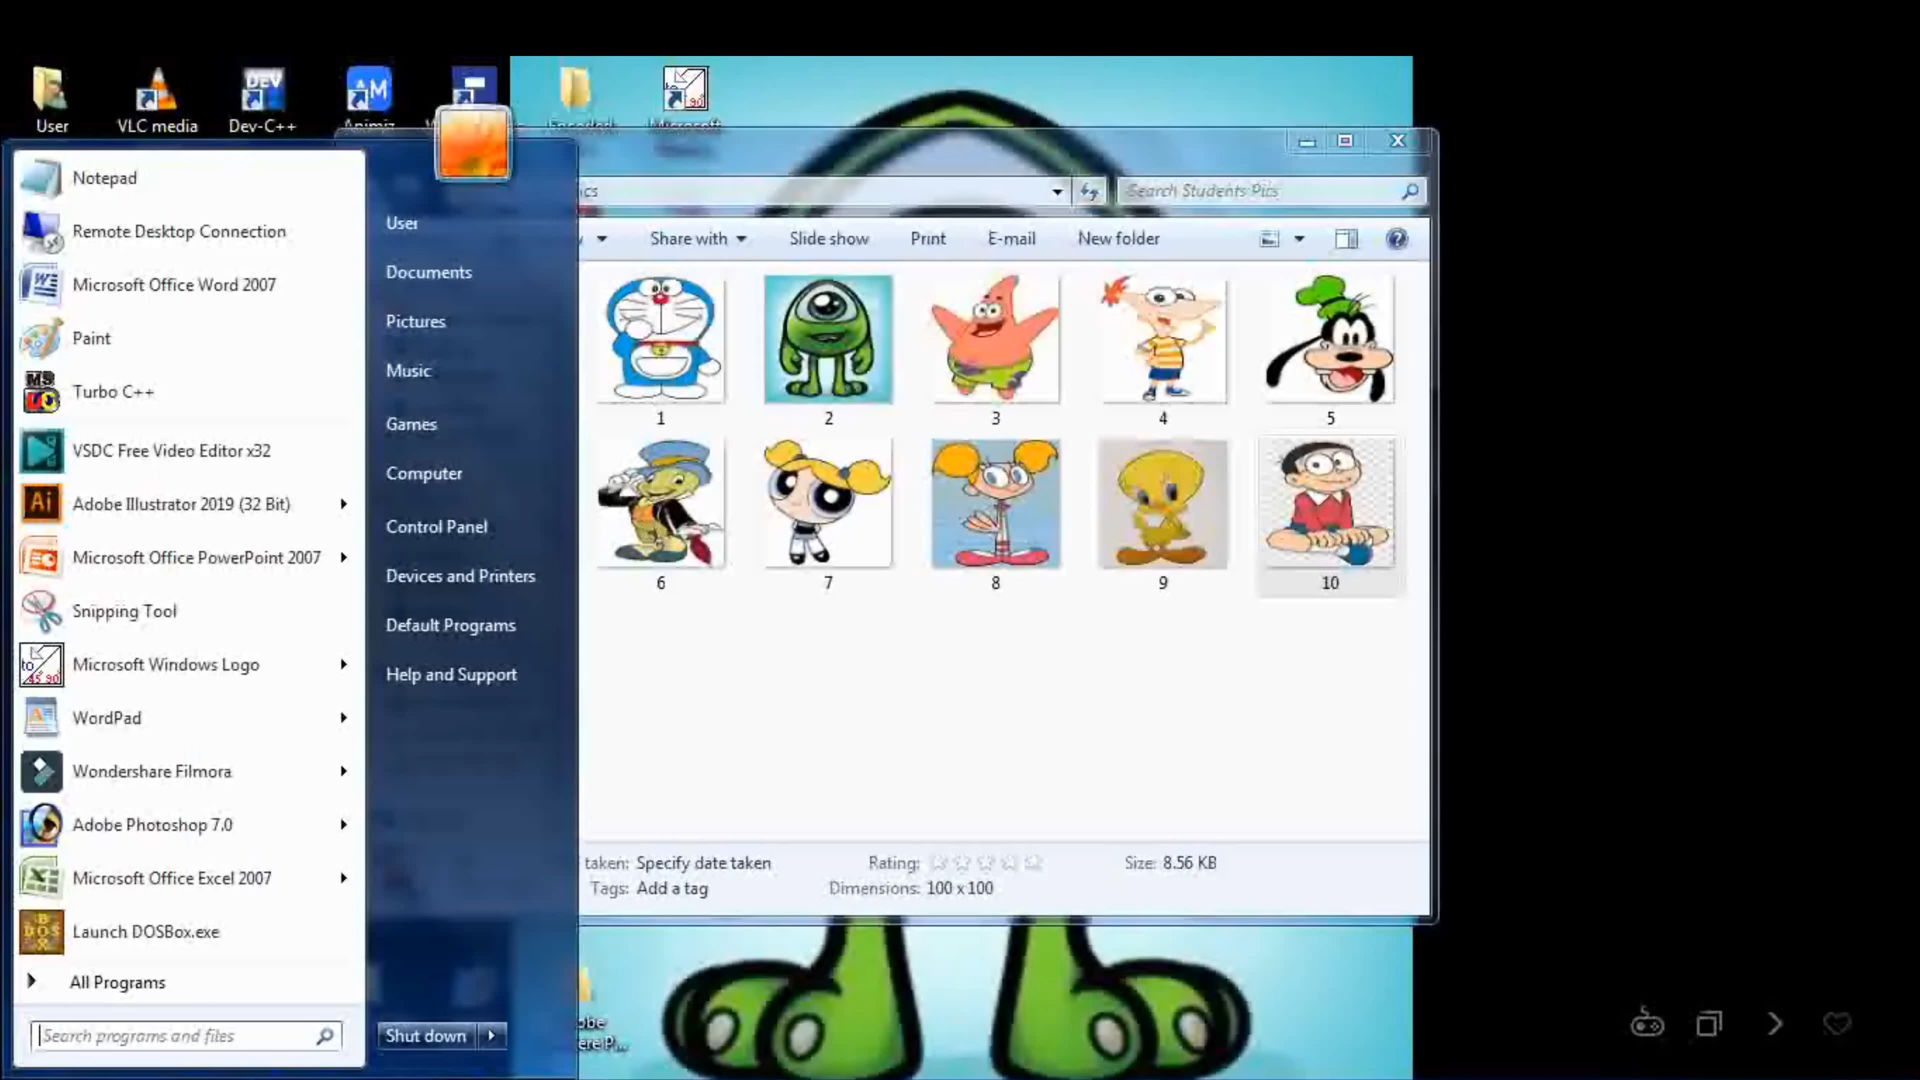 User
VLC media
Dev-C++
Animiz
Microsoft
Notepad
Remote Desktop Connection
Microsoft Office Word 2007
Paint
Turbo C++
VSDC Free Video Editor x32
Adobe Illustrator 2019 (32 Bit)
Microsoft Office PowerPoint 2007
Snipping Tool
Microsoft Windows Logo
WordPad
Wondershare Filmora
Adobe Photoshop 7.0
Microsoft Office Excel 2007
Launch DOSBox.exe
All Programs
Search programs and files
User
Documents
Pictures
Music
Games
Computer
Control Panel
Devices and Printers
Default Programs
Help and Support
Shut down
ics
Search Students Pics
Share with
Slide show
Print
E-mail
New folder
1
2
3
4
5
6
7
8
9
10
taken: Specify date taken
Rating:
Size: 8.56 KB
Tags: Add a tag
Dimensions: 100 x 100
obe
ere P...